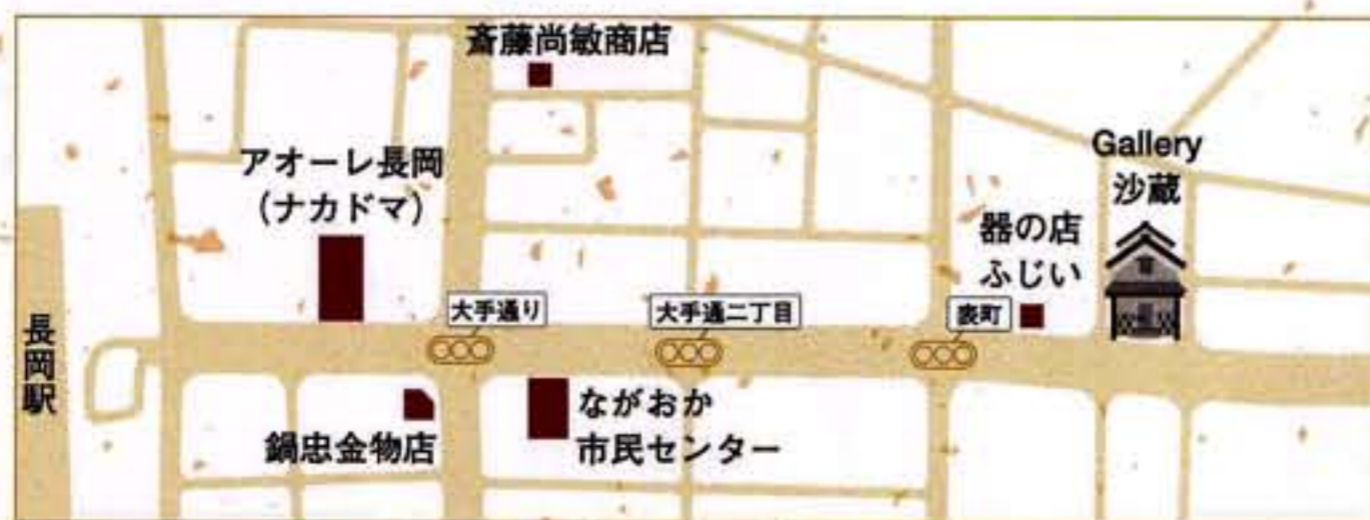 斎藤尚敏商店
アオーレ長岡
(ナカドマ)
Gallery
沙蔵
器の店
ふじい
大手通り
大手通二丁目
表町
長岡駅
ながおか
市民センター
鍋忠金物店